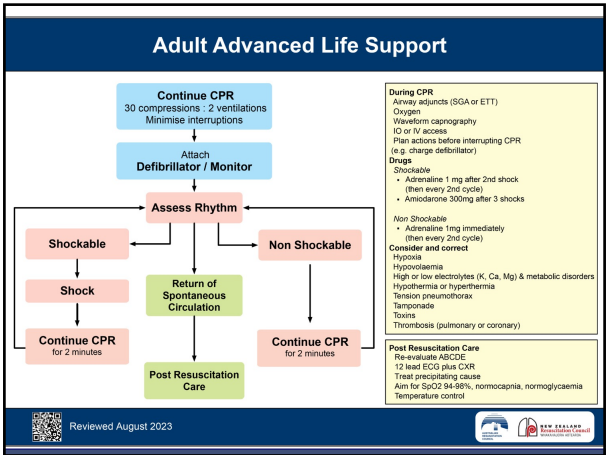 Adult Advanced Life Support
Continue CPR
30 compressions : 2 ventilations
Minimise interruptions
Attach
Defibrillator / Monitor
Assess Rhythm
Shockable
Non Shockable
Shock
Return of
Spontaneous
Circulation
Continue CPR
for 2 minutes
Continue CPR
for 2 minutes
Post Resuscitation
Care
During CPR
Airway adjuncts (SGA or ETT)
Oxygen
Waveform capnography
IO or IV access
Plan actions before interrupting CPR
(e.g. charge defibrillator)
Drugs
Shockable
• Adrenaline 1 mg after 2nd shock
(then every 2nd cycle)
• Amiodarone 300mg after 3 shocks
Non Shockable
• Adrenaline 1mg immediately
(then every 2nd cycle)
Consider and correct
Hypoxia
Hypovolaemia
High or low electrolytes (K, Ca, Mg) & metabolic disorders
Hypothermia or hyperthermia
Tension pneumothorax
Tamponade
Toxins
Thrombosis (pulmonary or coronary)
Post Resuscitation Care
Re-evaluate ABCDE
12 lead ECG plus CXR
Treat precipitating cause
Aim for SpO2 94-98%, normocapnia, normoglycaemia
Temperature control
Reviewed August 2023
AUSTRALIAN
RESUSCITATION
COUNCIL
NEW ZEALAND
Resuscitation Council
WHAKAHAUORA AOTEAROA